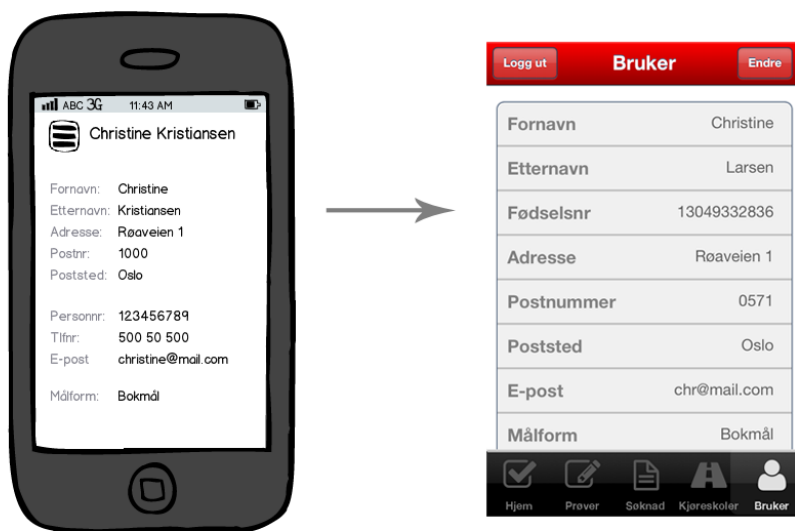 ABC 3G 11:43 AM
Christine Kristiansen
Fornavn: Christine
Etternavn: Kristiansen
Adresse: Røaveien 1
Postnr: 1000
Poststed: Oslo
Personnr: 123456789
Tlfnr: 500 50 500
E-post christine@mail.com
Målform: Bokmål
Logg ut Bruker Endre
Fornavn Christine
Etternavn Larsen
Fødselsnr 13049332836
Adresse Røaveien 1
Postnummer 0571
Poststed Oslo
E-post chr@mail.com
Målform Bokmål
Hjem Prøver Søknad Kjøreskoler Bruker